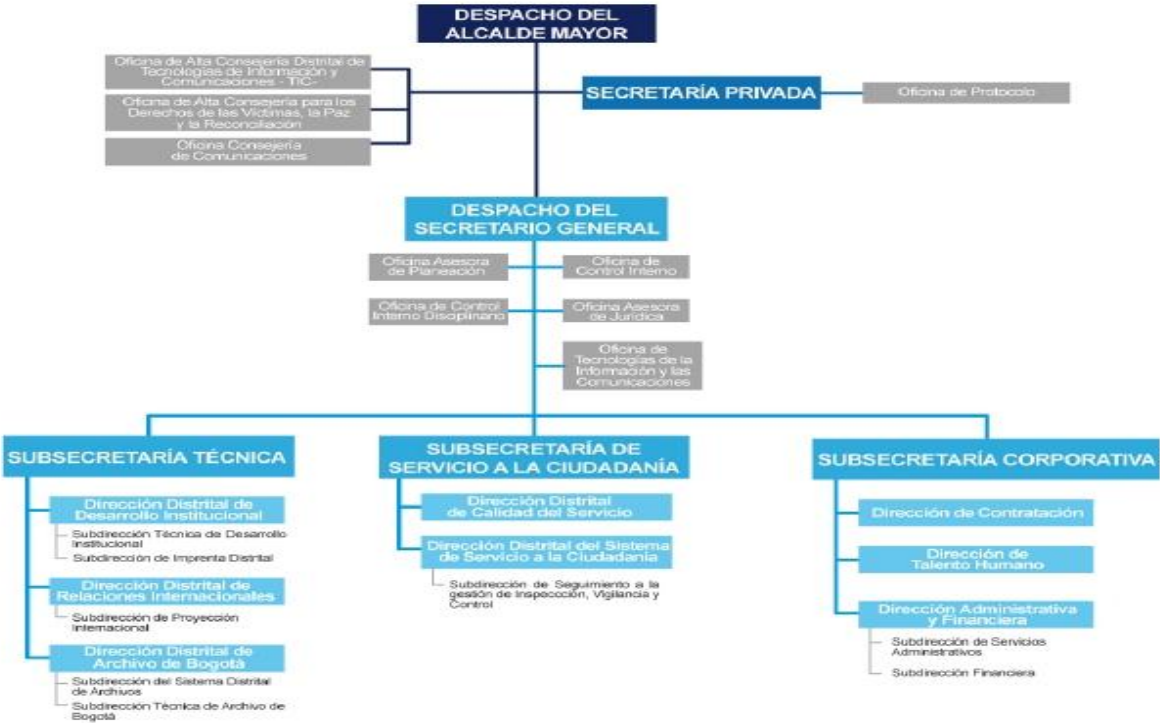 DESPACHO DEL
ALCALDE MAYOR
Oficina de Alta Consejería Distrital de
Tecnologías de Información y
Comunicaciones - TIC-
Oficina de Alta Consejería para los
Derechos de las Víctimas, la Paz
y la Reconciliación
Oficina Consejería
de Comunicaciones
SECRETARÍA PRIVADA
Oficina de Protocolo
DESPACHO DEL
SECRETARIO GENERAL
Oficina Asesora
de Planeación
Oficina de
Control Interno
Oficina de Control
Interno Disciplinario
Oficina Asesora
de Jurídica
Oficina de
Tecnologías de la
Información y las
Comunicaciones
SUBSECRETARÍA TÉCNICA
Dirección Distrital de
Desarrollo Institucional
Subdirección Técnica de Desarrollo
Institucional
Subdirección de Imprenta Distrital
Dirección Distrital de
Relaciones Internacionales
Subdirección de Proyección
Internacional
Dirección Distrital de
Archivo de Bogotá
Subdirección del Sistema Distrital
de Archivos
Subdirección Técnica de Archivo de
Bogotá
SUBSECRETARÍA DE
SERVICIO A LA CIUDADANÍA
Dirección Distrital
de Calidad del Servicio
Dirección Distrital del Sistema
de Servicio a la Ciudadanía
Subdirección de Seguimiento a la
gestión de Inspeccción, Vigilancia y
Control
SUBSECRETARÍA CORPORATIVA
Dirección de Contratación
Dirección de
Talento Humano
Dirección Administrativa
y Financiera
Subdirección de Servicios
Administrativos
Subdirección Financiera